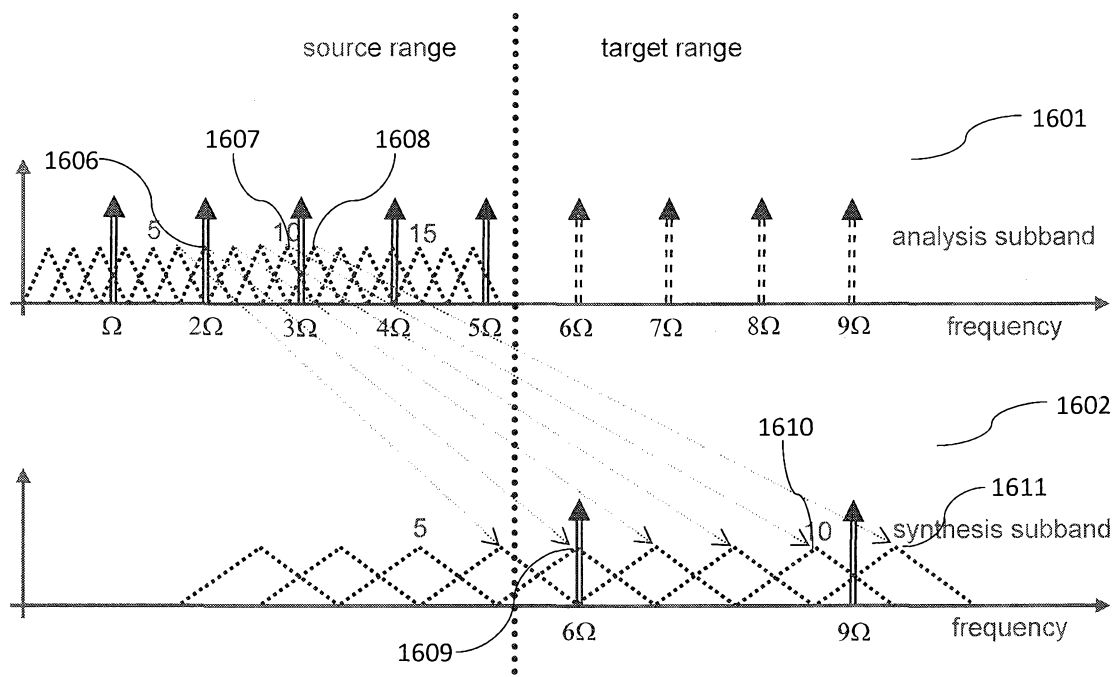 source range
target range
1601
1606
1607
1608
5
10
15
analysis subband
Ω
2Ω
3Ω
4Ω
5Ω
6Ω
7Ω
8Ω
9Ω
frequency
1602
1610
1611
5
10
synthesis subband
6Ω
9Ω
frequency
1609